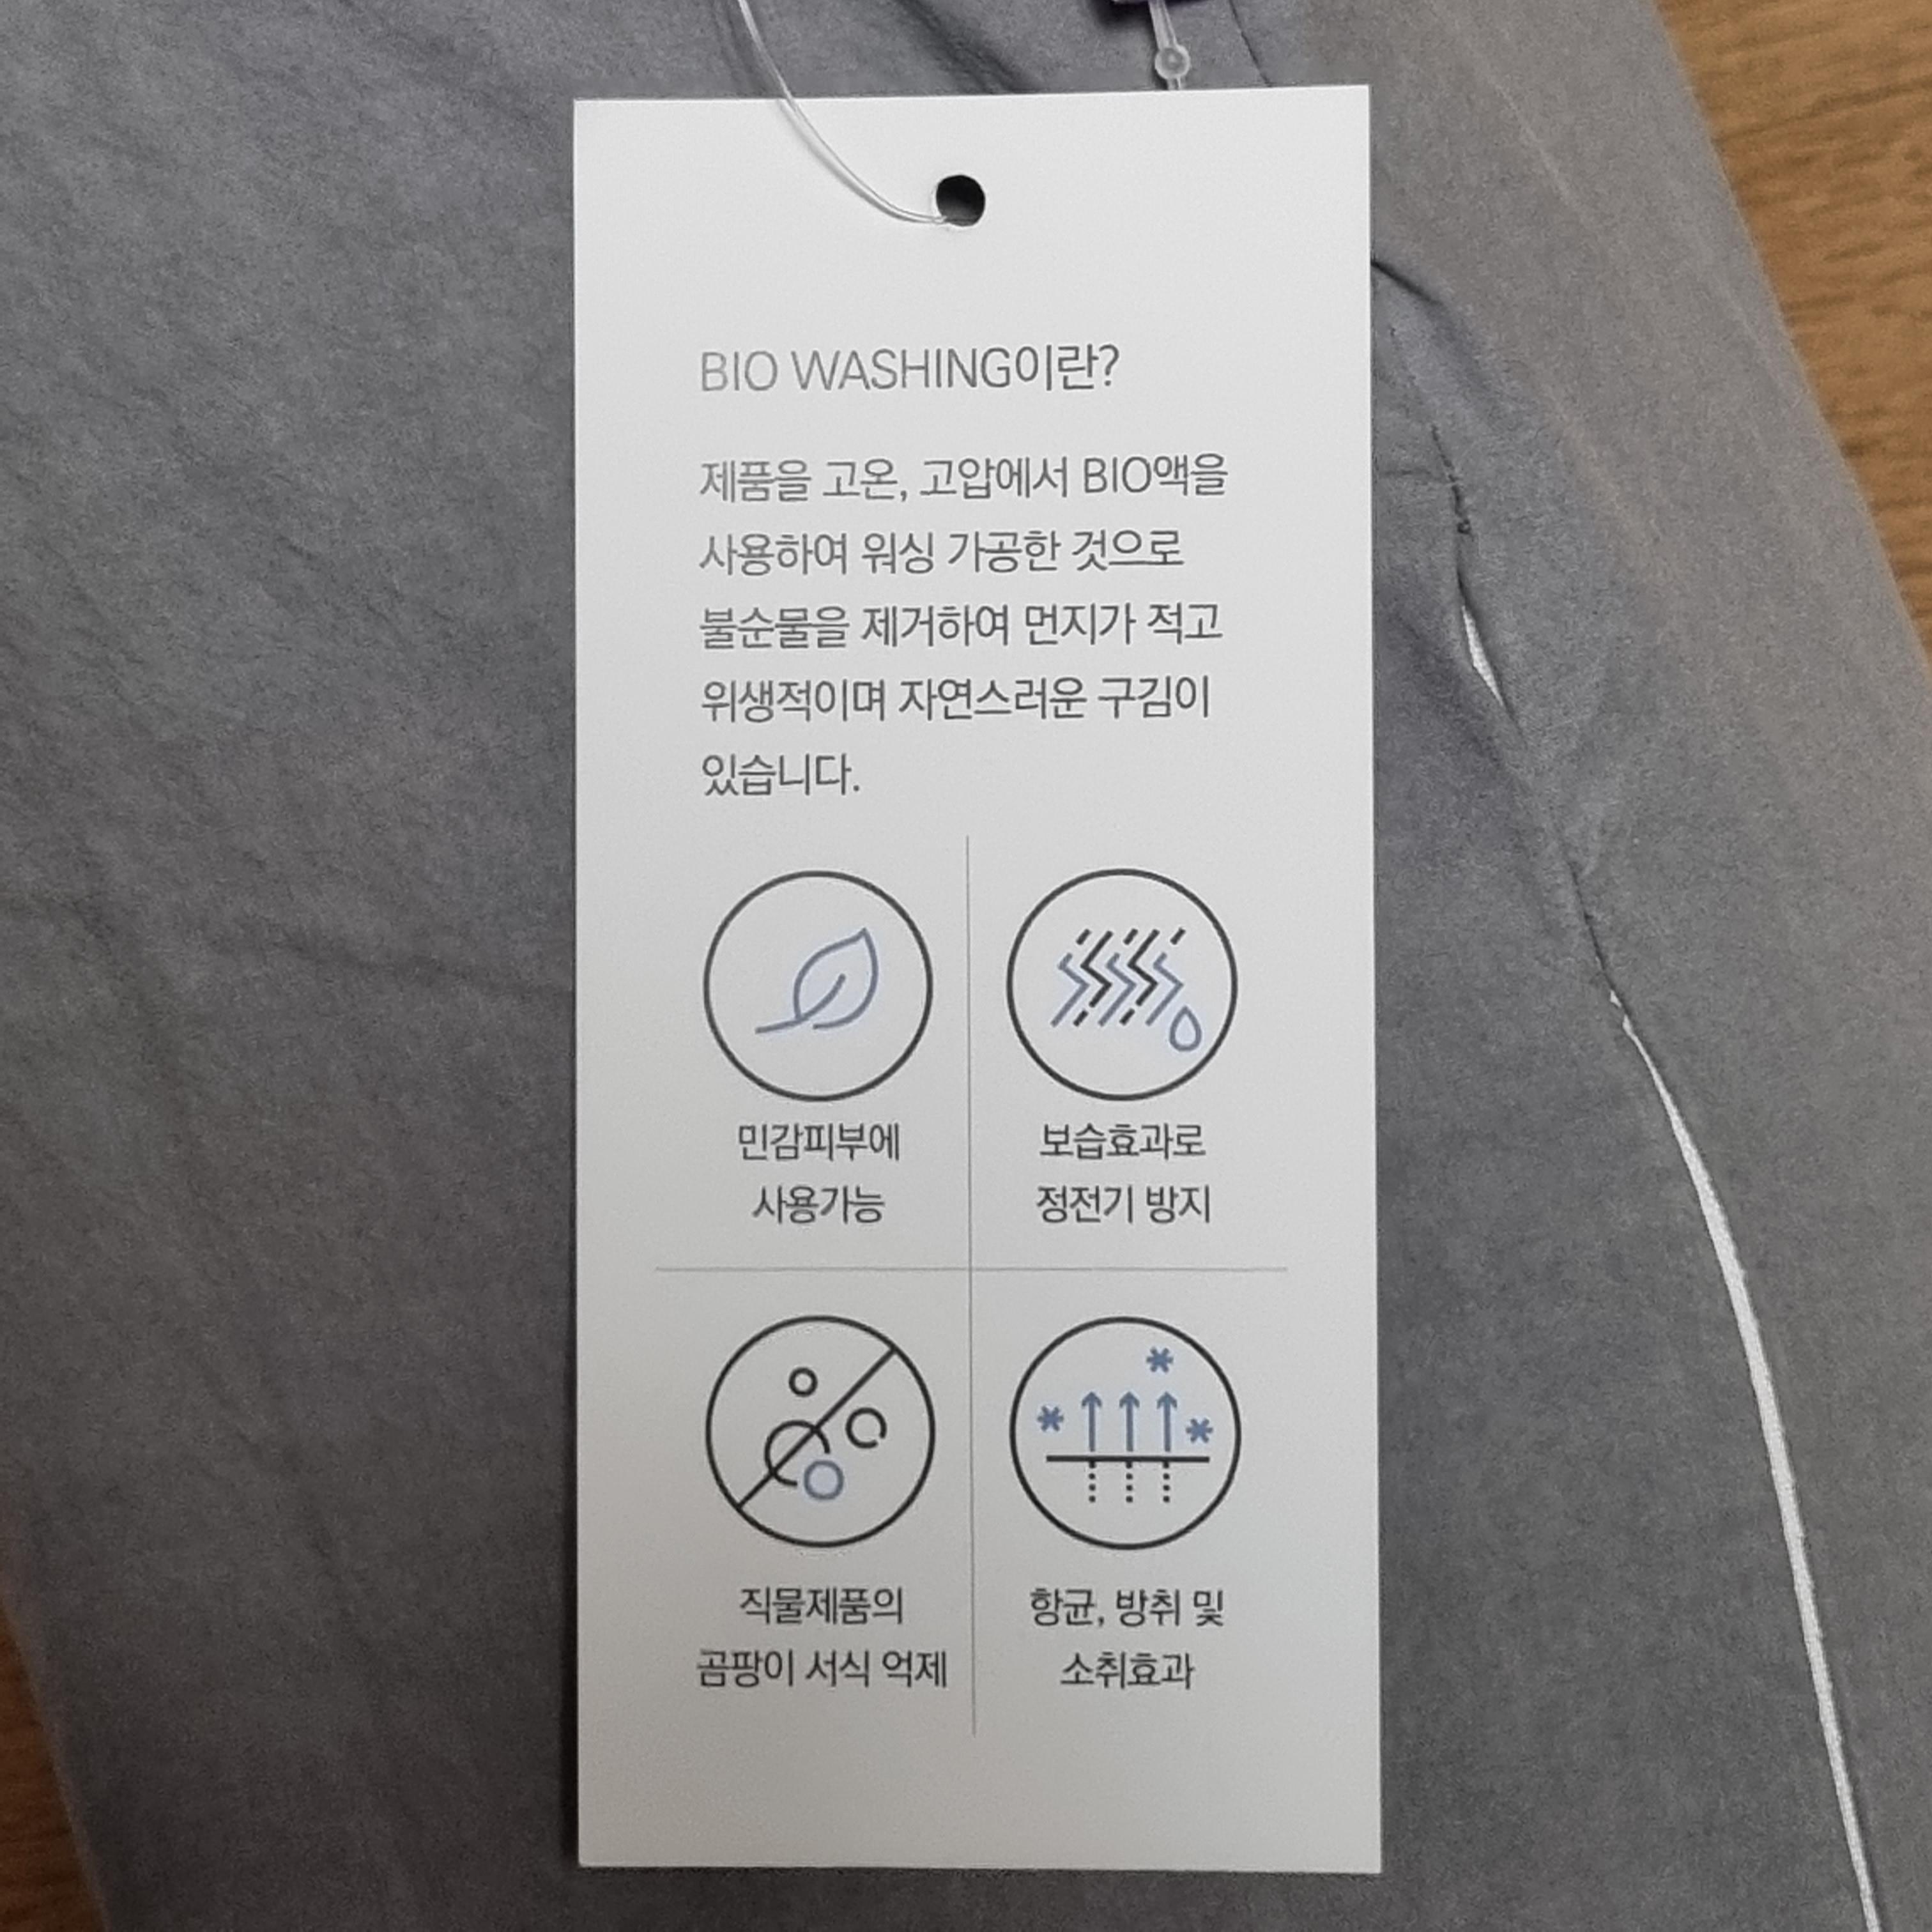 BIO WASHING이란?
제품을 고온, 고압에서 BIO액을
사용하여 워싱 가공한 것으로
불순물을 제거하여 먼지가 적고
위생적이며 자연스러운 구김이
있습니다.
민감피부에
사용가능
보습효과로
정전기 방지
직물제품의
곰팡이 서식 억제
항균, 방취 및
소취효과